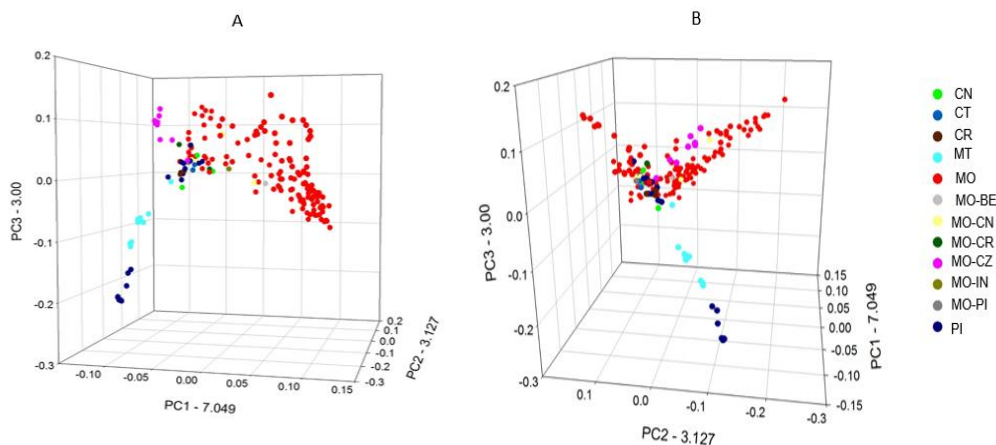 A
0.2
0.1
0.0
-0.1
-0.2
-0.3
PC3 - 3.00
-0.10
-0.05
0.00
0.05
0.10
0.15
PC1 - 7.049
0.2
0.1
0.0
-0.1
-0.2
-0.3
PC2 - 3.127
B
0.2
0.1
0.0
-0.1
-0.2
-0.3
PC3 - 3.00
0.1
0.0
-0.1
-0.2
-0.3
PC2 - 3.127
0.15
0.10
0.05
0.00
-0.05
-0.10
-0.15
PC1 - 7.049
CN
CT
CR
MT
MO
MO-BE
MO-CN
MO-CR
MO-CZ
MO-IN
MO-PI
PI